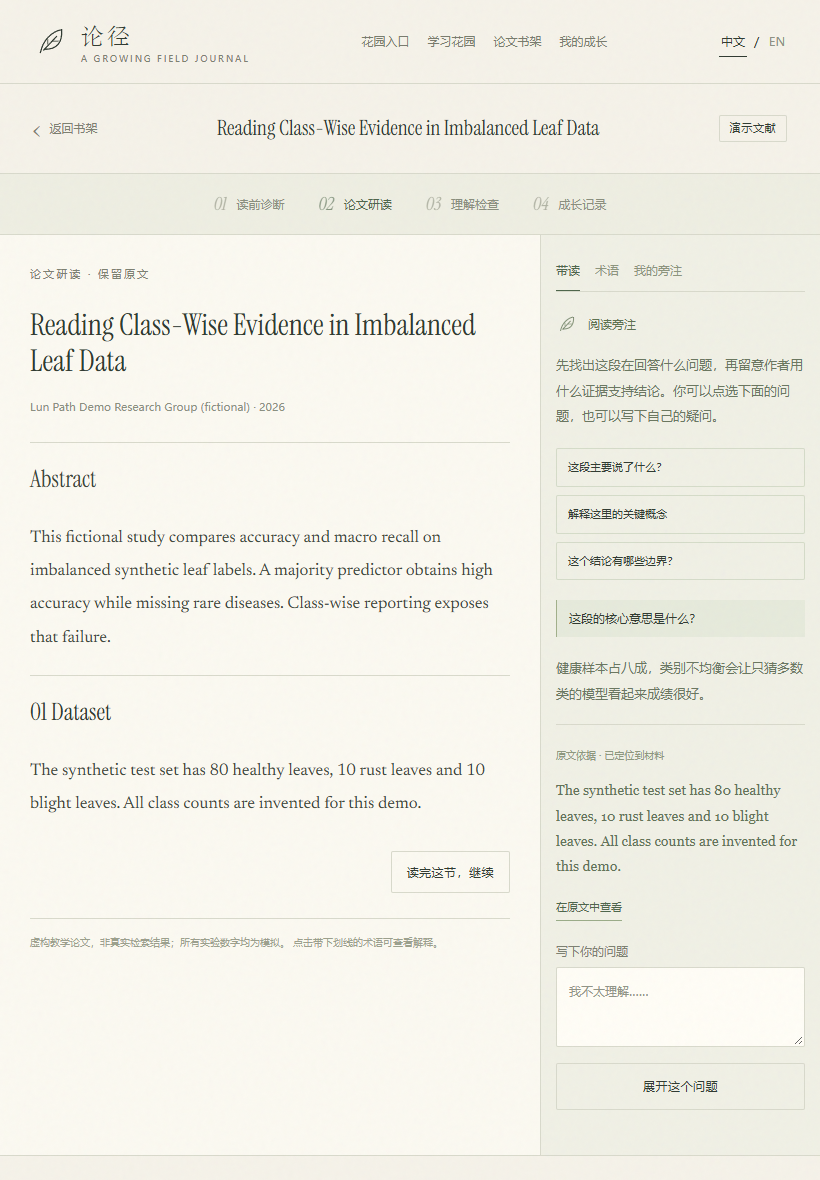 论径
A GROWING FIELD JOURNAL
花园入口 学习花园 论文书架 我的成长
中文 / EN
返回书架
Reading Class-Wise Evidence in Imbalanced Leaf Data
演示文献
01 读前诊断 02 论文研读 03 理解检查 04 成长记录
论文研读 · 保留原文
Reading Class-Wise Evidence in Imbalanced
Leaf Data
Lun Path Demo Research Group (fictional) · 2026
Abstract
This fictional study compares accuracy and macro recall on
imbalanced synthetic leaf labels. A majority predictor obtains high
accuracy while missing rare diseases. Class-wise reporting exposes
that failure.
01 Dataset
The synthetic test set has 80 healthy leaves, 10 rust leaves and 10
blight leaves. All class counts are invented for this demo.
读完这节，继续
虚构教学论文，非真实检索结果；所有实验数字均为模拟。 点击带下划线的术语可查看解释。
带读 术语 我的旁注
阅读旁注
先找出这段在回答什么问题，再留意作者用
什么证据支持结论。你可以点选下面的问
题，也可以写下自己的疑问。
这段主要说了什么？
解释这里的关键概念
这个结论有哪些边界？
这段的核心意思是什么？
健康样本占八成，类别不均衡会让只猜多数
类的模型看起来成绩很好。
原文依据 · 已定位到材料
The synthetic test set has 80 healthy
leaves, 10 rust leaves and 10 blight
leaves. All class counts are invented for
this demo.
在原文中查看
写下你的问题
我不太理解……
展开这个问题